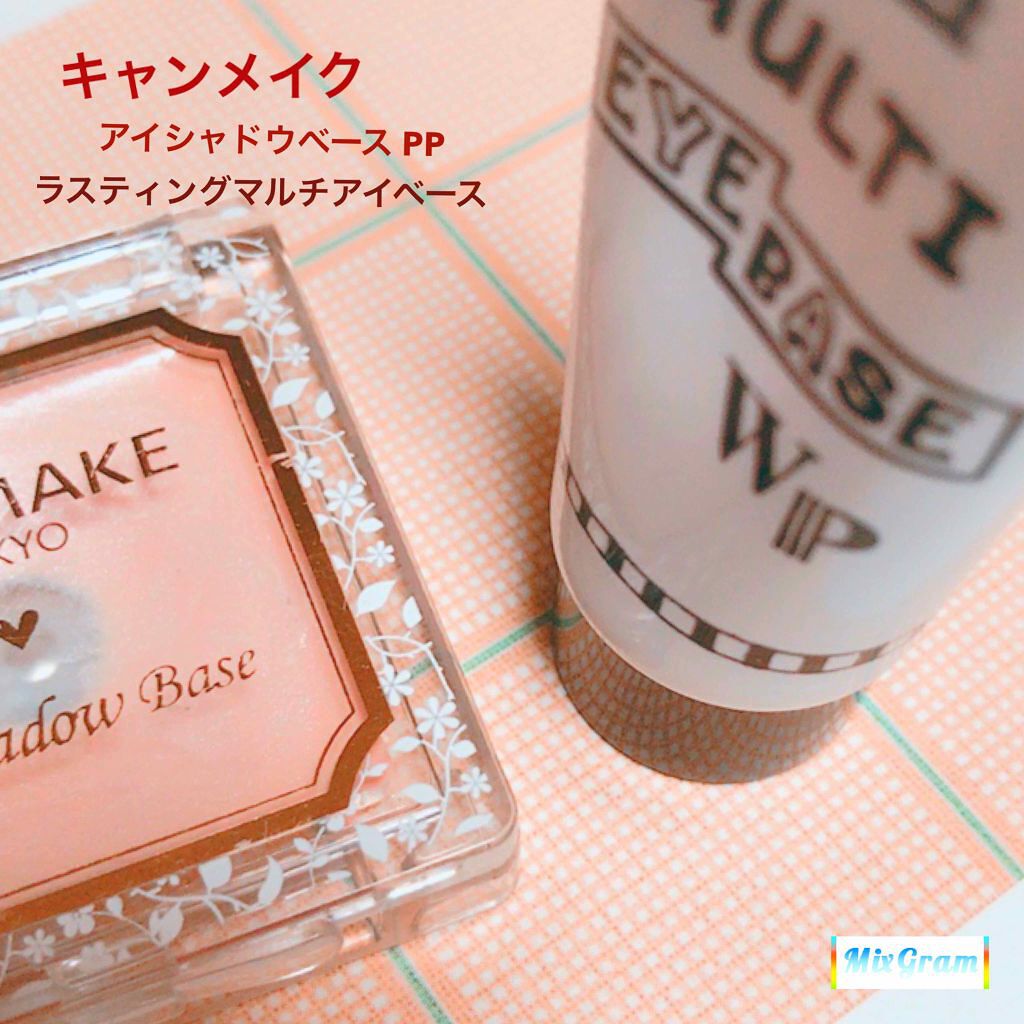 キャンメイク
アイシャドウベース PP
ラスティングマルチアイベース
MULTI
EYE BASE
WP
MAKE
KYO
adow Base
MixGram